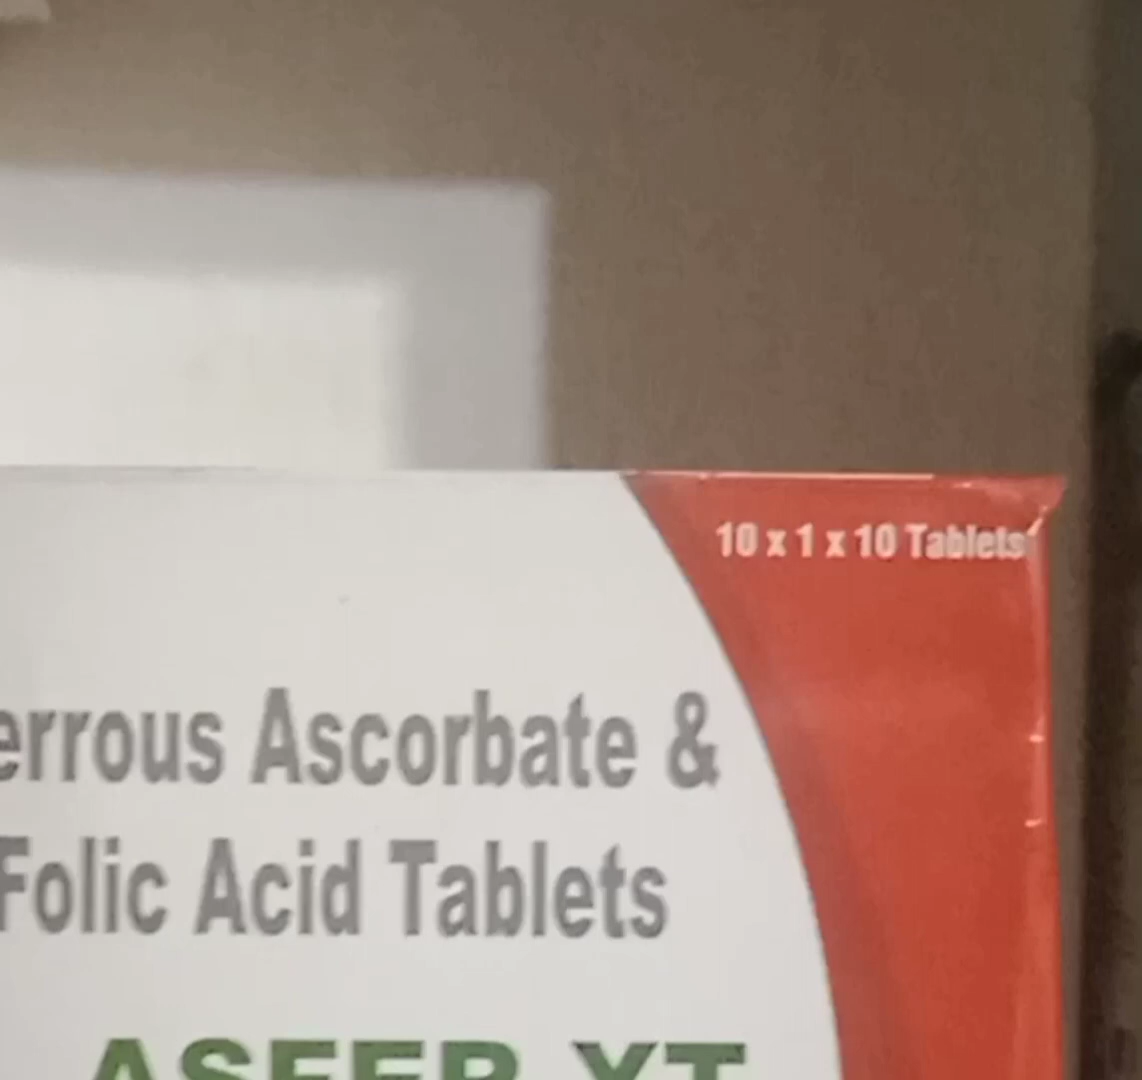 10 x 1 x 10 Tablets
errous Ascorbate &
Folic Acid Tablets